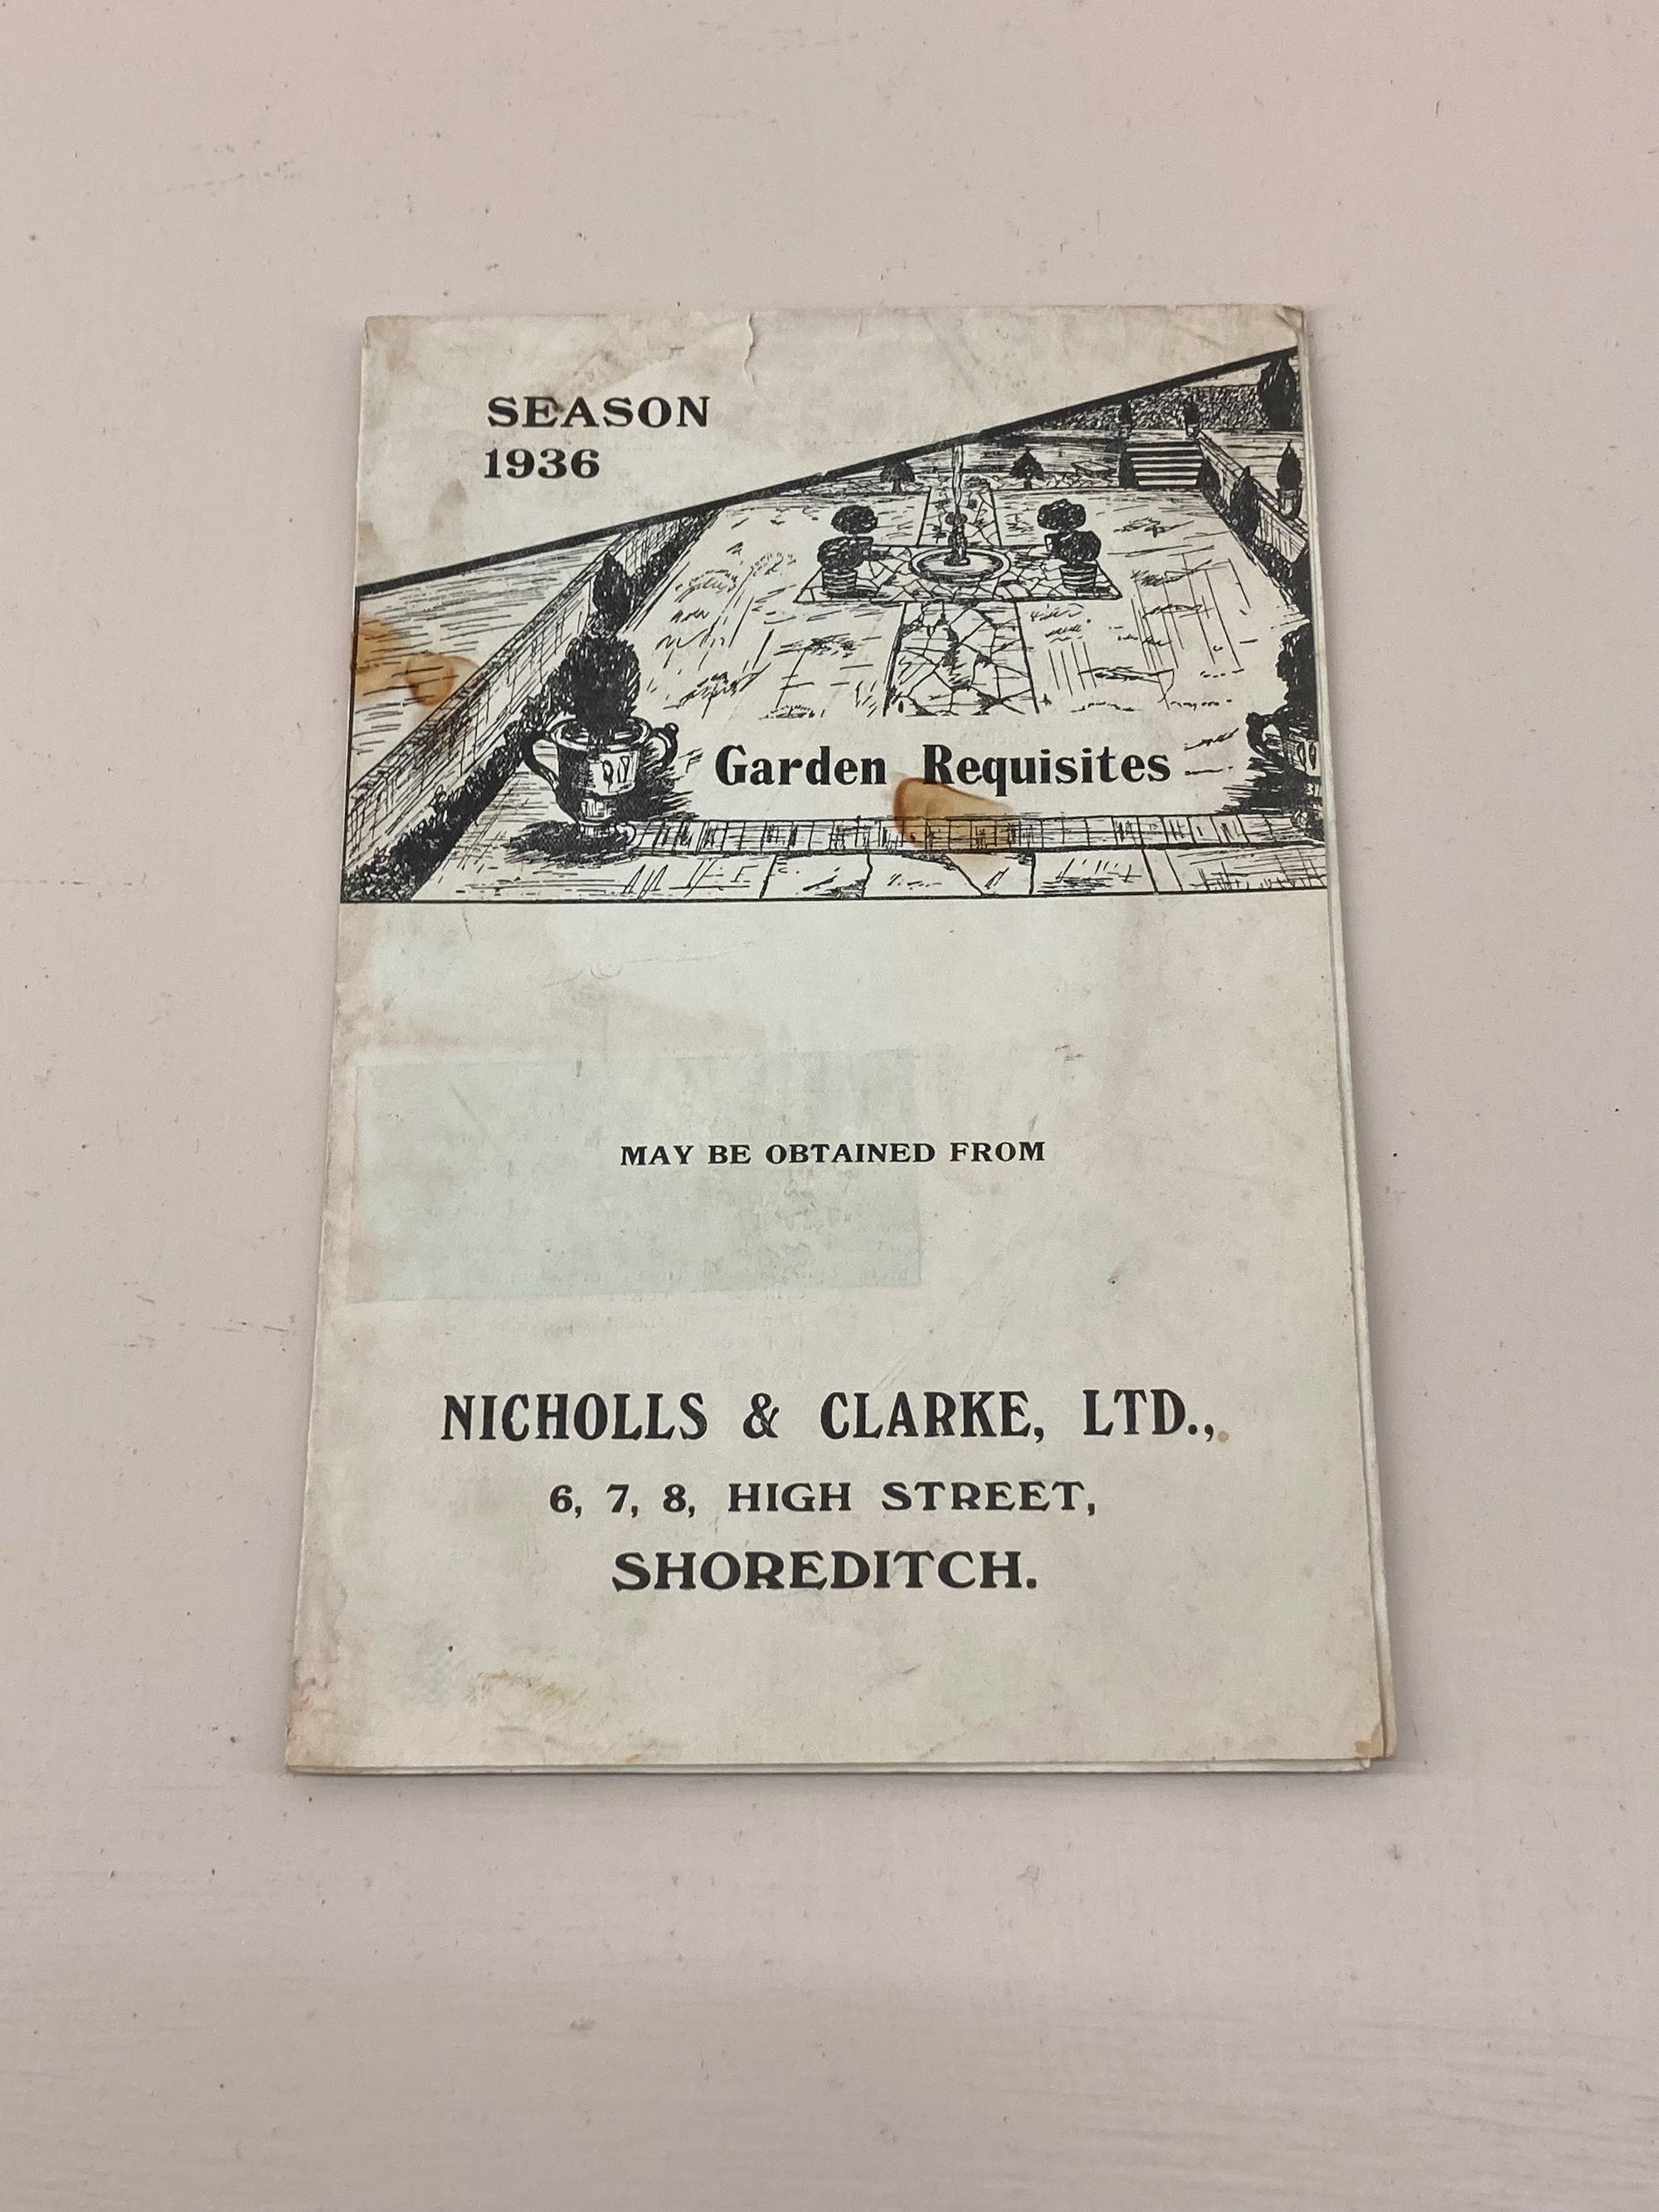 SEASON
1936
Garden Requisites
MAY BE OBTAINED FROM
NICHOLLS & CLARKE, LTD.,
6, 7, 8, HIGH STREET,
SHOREDITCH.